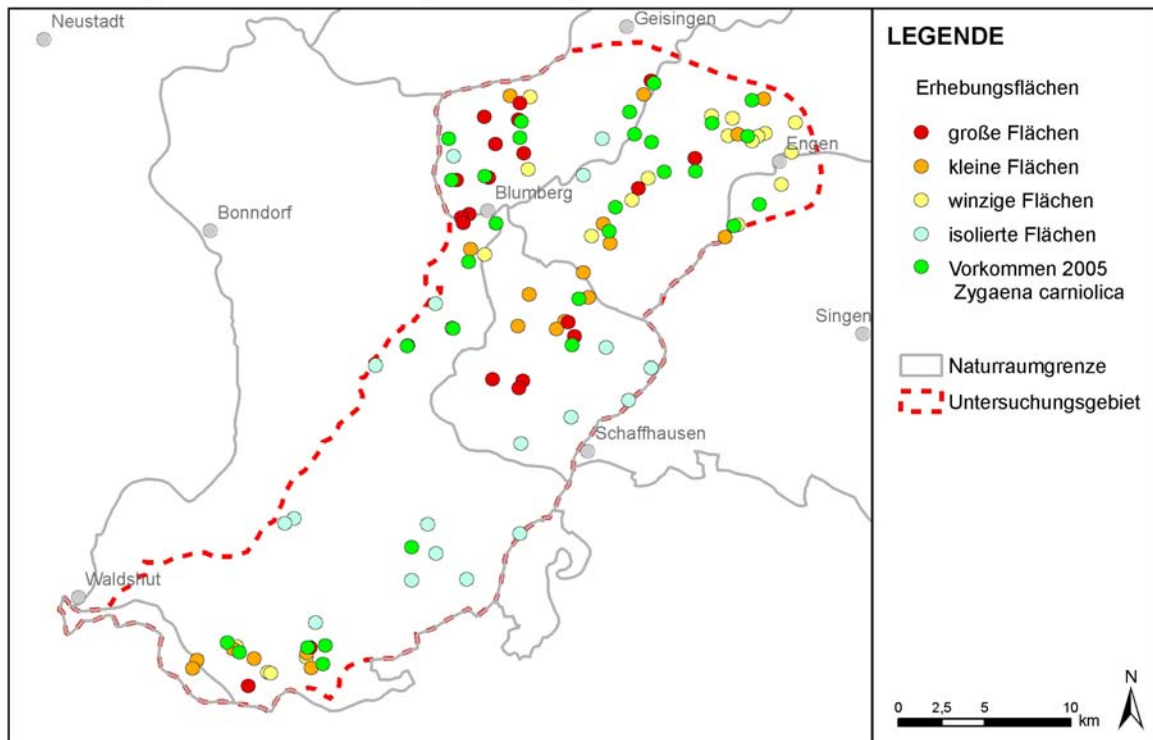 Neustadt
Geisingen
Engen
Blumberg
Bonndorf
Singen
Schaffhausen
Waldshut
LEGENDE
Erhebungsflächen
große Flächen
kleine Flächen
winzige Flächen
isolierte Flächen
Vorkommen 2005
Zygaena carniolica
Naturraumgrenze
Untersuchungsgebiet
N
0 2,5 5 10
km